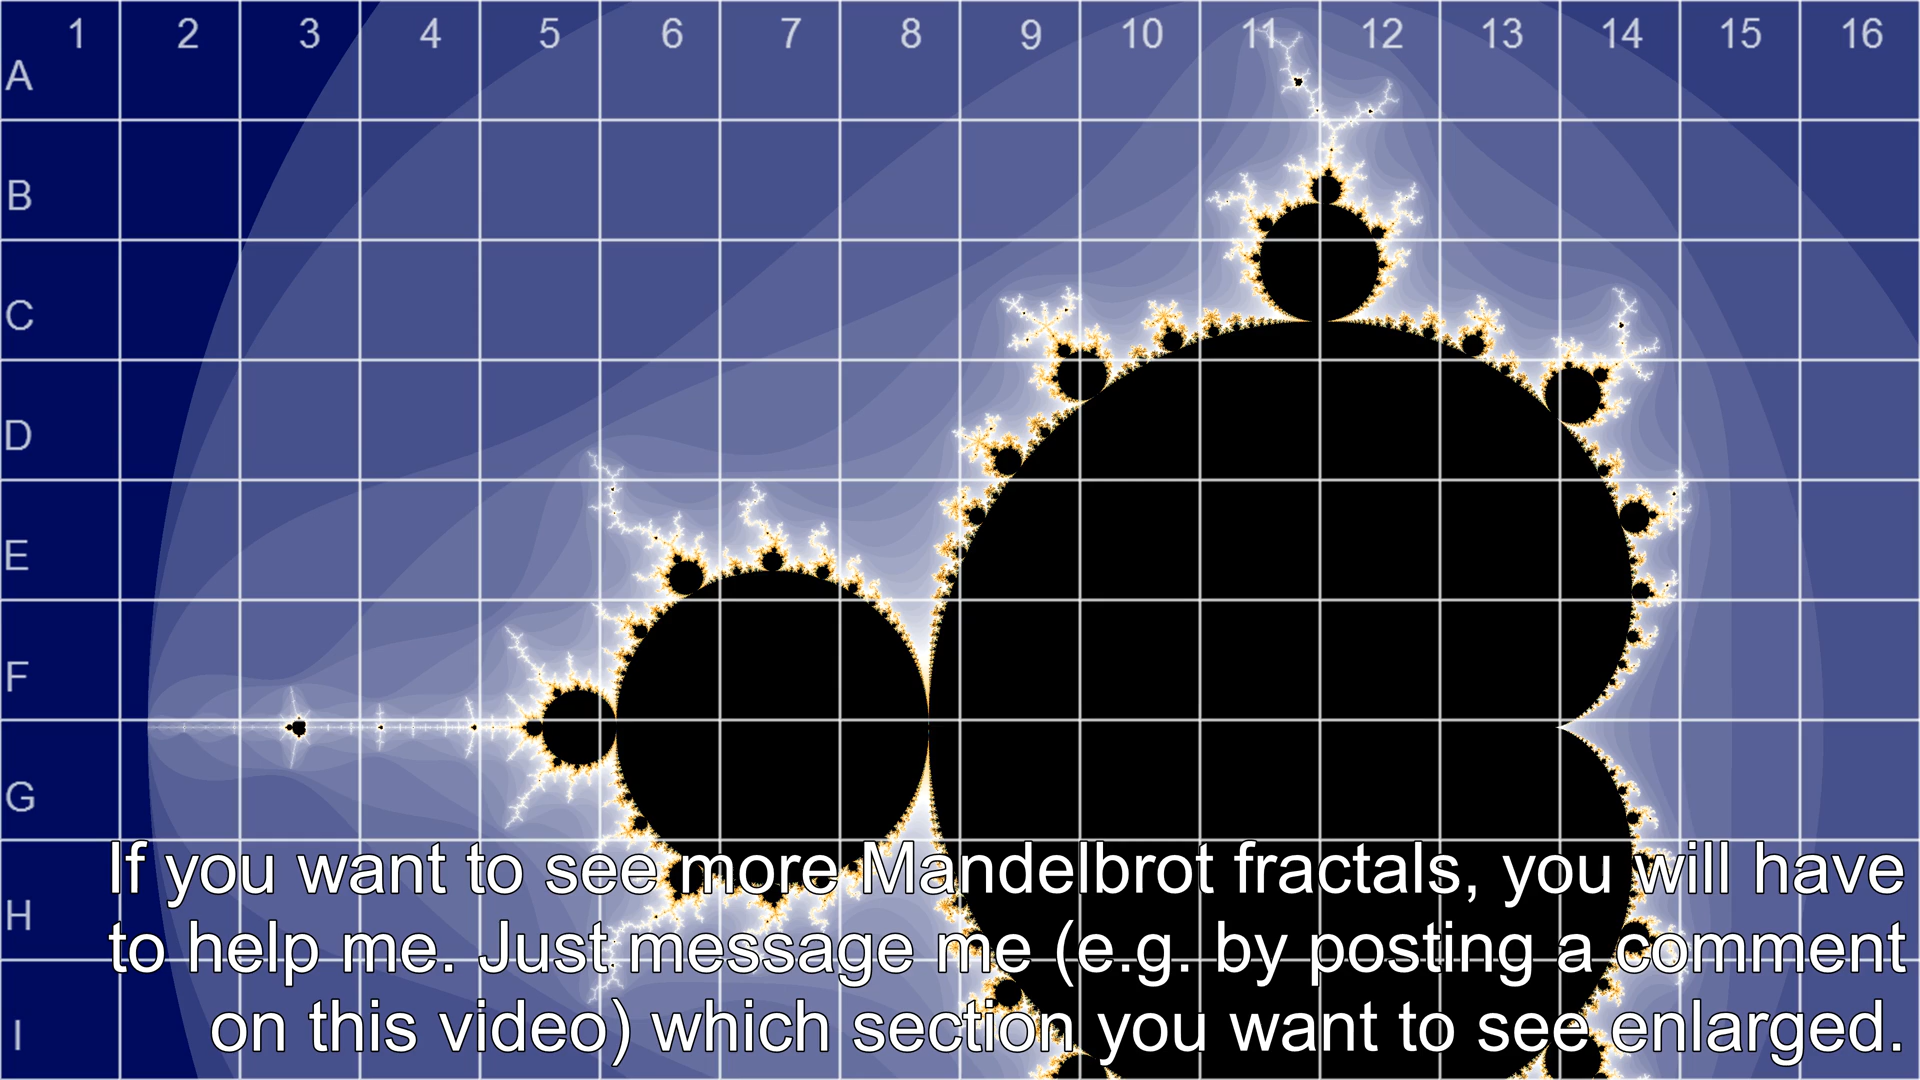 1 2 3 4 5 6 7 8 9 10 11 12 13 14 15 16
A
B
C
D
E
F
G
H
I
If you want to see more Mandelbrot fractals, you will have
to help me. Just message me (e.g. by posting a comment
on this video) which section you want to see enlarged.